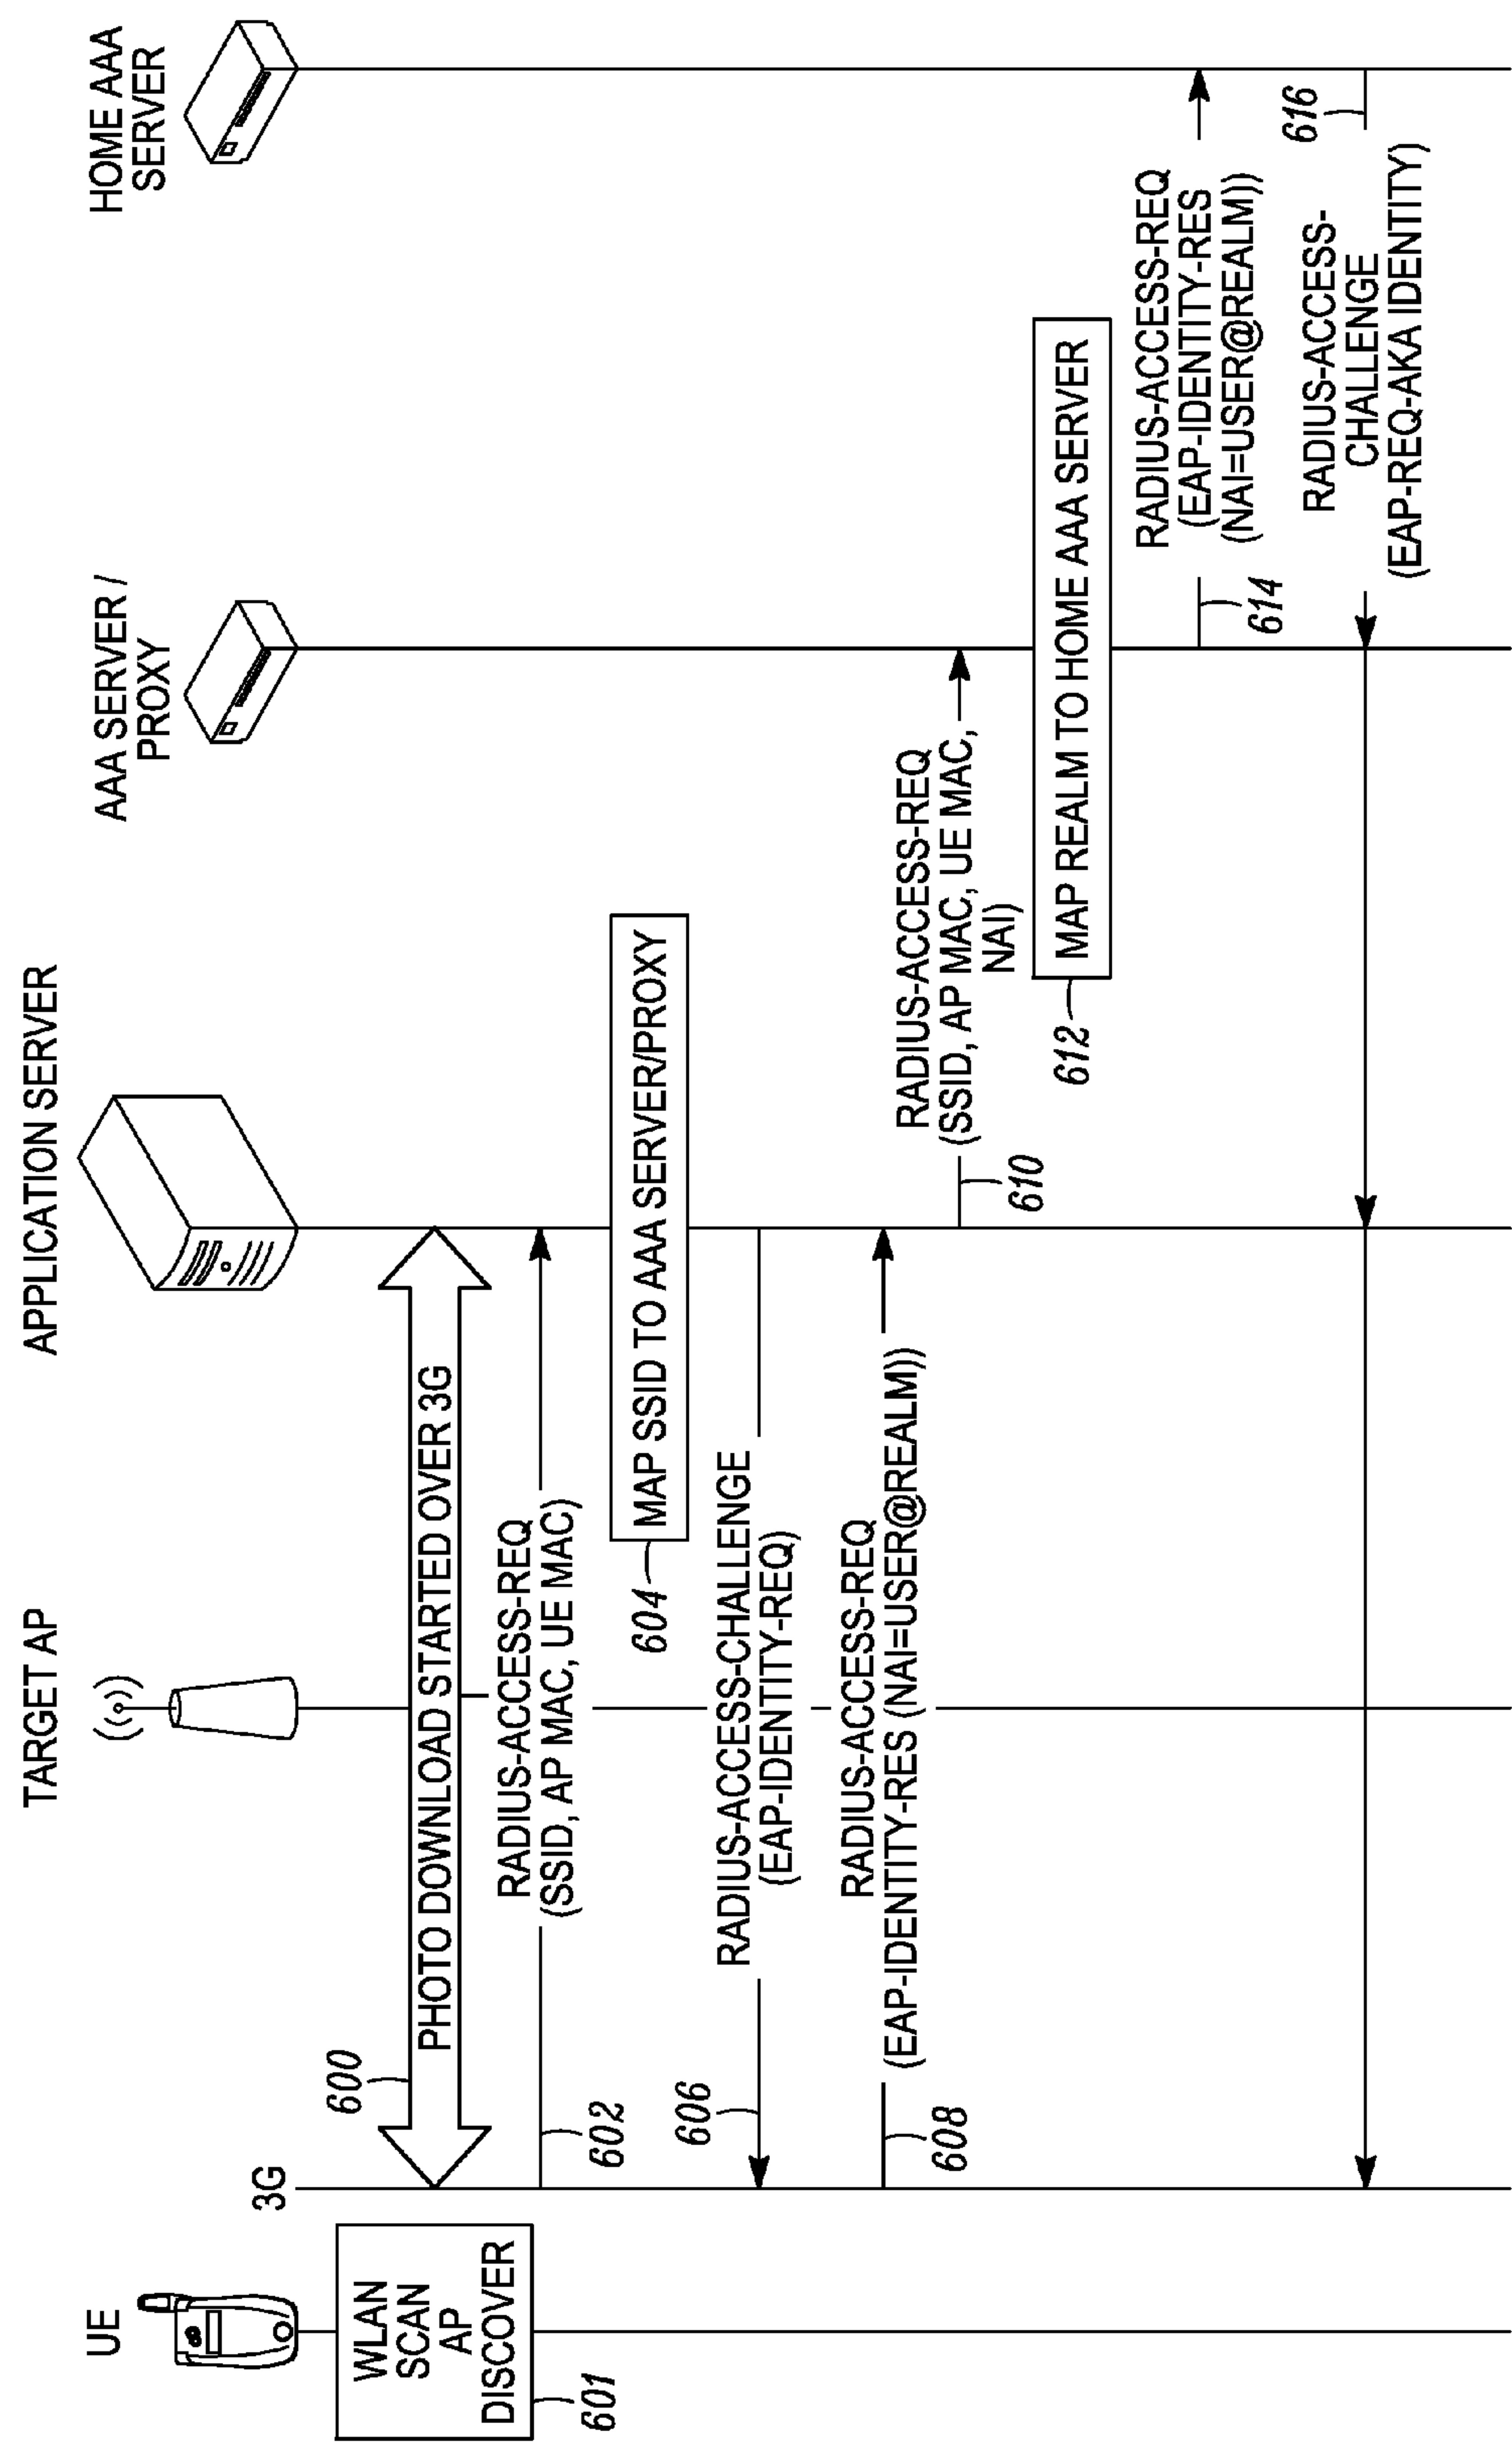 UE
3G
TARGET AP
APPLICATION SERVER
AAA SERVER /
PROXY
HOME AAA
SERVER
600
PHOTO DOWNLOAD STARTED OVER 3G
WLAN
SCAN
AP
DISCOVER
601
RADIUS-ACCESS-REQ
(SSID, AP MAC, UE MAC)
602
MAP SSID TO AAA SERVER/PROXY
604
606
RADIUS-ACCESS-CHALLENGE
(EAP-IDENTITY-REQ)
RADIUS-ACCESS-REQ
(EAP-IDENTITY-RES (NAI=USER@REALM))
608
RADIUS-ACCESS-REQ
(SSID, AP MAC, UE MAC,
NAI)
610
MAP REALM TO HOME AAA SERVER
612
RADIUS-ACCESS-REQ
(EAP-IDENTITY-RES
(NAI=USER@REALM))
614
616
RADIUS-ACCESS-
CHALLENGE
(EAP-REQ-AKA IDENTITY)